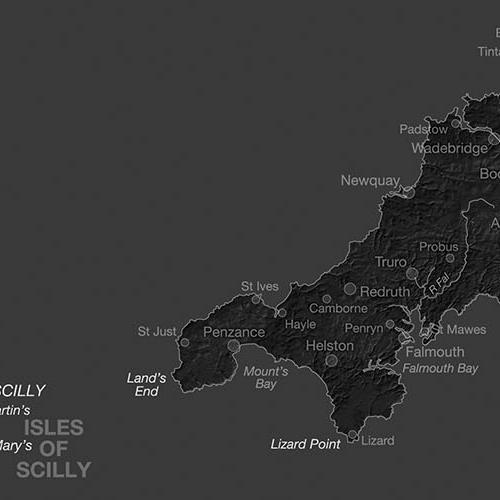 Tinta
Padstow
Wadebridge
Bo
Newquay
Probus
Truro
R Fal
St Ives
Redruth
Camborne
St Just
Penzance
Hayle
Penryn
St Mawes
Helston
Falmouth
Land's
End
Mount's
Bay
Falmouth Bay
SCILLY
artin's
ISLES
OF
SCILLY
Mary's
Lizard Point
Lizard